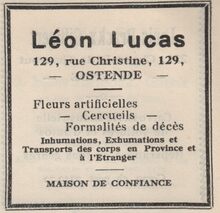 Léon Lucas
129, rue Christine, 129,
— OSTENDE —
Fleurs artificielles
— Cercueils —
Formalités de décès
Inhumations, Exhumations et
Transports des corps en Province et
à l'Etranger
MAISON DE CONFIANCE